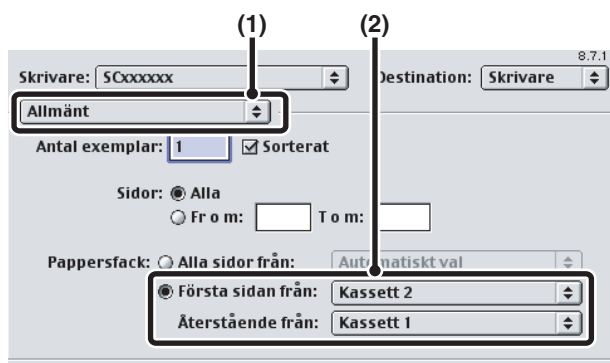 (1) (2)
8.7.1
Skrivare: SCxxxxxx Destination: Skrivare
Allmänt
Antal exemplar: 1 Sorterat
Sidor: Alla
Fr o m: T o m:
Pappersfack: Alla sidor från: Automatiskt val
Första sidan från: Kassett 2
Återstående från: Kassett 1